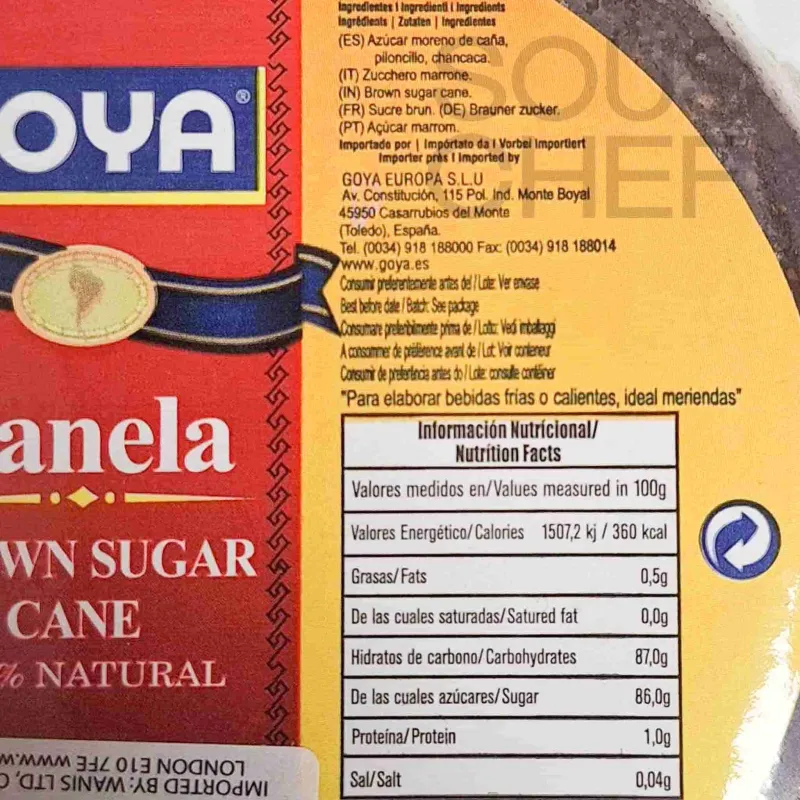 Ingredientes | Ingredienti | Ingredients
Ingrédients | Zutaten | Ingredientes
(ES) Azúcar moreno de caña,
piloncillo, chancaca.
(IT) Zucchero marrone.
(IN) Brown sugar cane.
(FR) Sucre brun. (DE) Brauner zucker.
(PT) Açúcar marrom.
Importado por | Impórtato da | Vorbei Importiert
Importer près | Imported by
GOYA EUROPA S.L.U
Av. Constitución, 115 Pol. Ind. Monte Boyal
45950 Casarrubios del Monte
(Toledo), España.
Tel. (0034) 918 188000 Fax: (0034) 918 188014
www.goya.es
Consumir preferentemente antes del / Lote: Ver envase
Best before date / Batch: See package
Consumare preferibilmente prima de / Lotto: Vedi imballaggi
A consommer de préférence avant de / Lot: Voir conteneur
Consumir de preferência antes do / Lote: consulte contêiner
"Para elaborar bebidas frías o calientes, ideal meriendas"
Información Nutricional/
Nutrition Facts
Valores medidos en/Values measured in 100g
Valores Energético/Calories 1507,2 kj / 360 kcal
Grasas/Fats 0,5g
De las cuales saturadas/Satured fat 0,0g
Hidratos de carbono/Carbohydrates 87,0g
De las cuales azúcares/Sugar 86,0g
Proteína/Protein 1,0g
Sal/Salt 0,04g
OYA®
anela
WN SUGAR
CANE
% NATURAL
IMPORTED BY: WANIS LTD, 
LONDON E10 7FE www.w
SOUS
CHEF